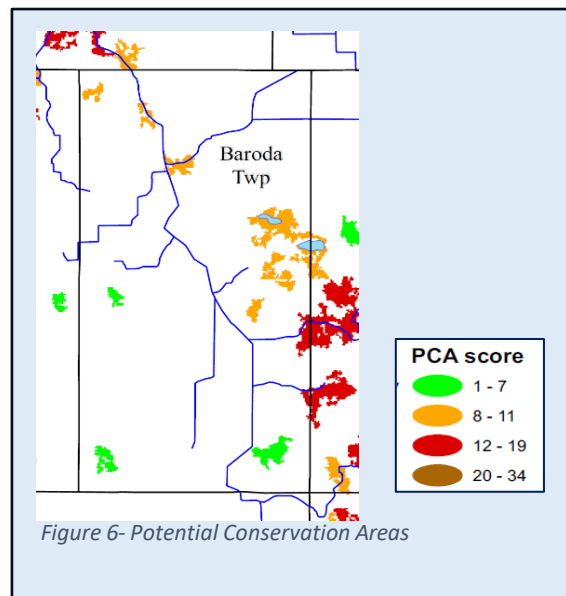 Baroda
Twp
PCA score
1 - 7
8 - 11
12 - 19
20 - 34
Figure 6- Potential Conservation Areas